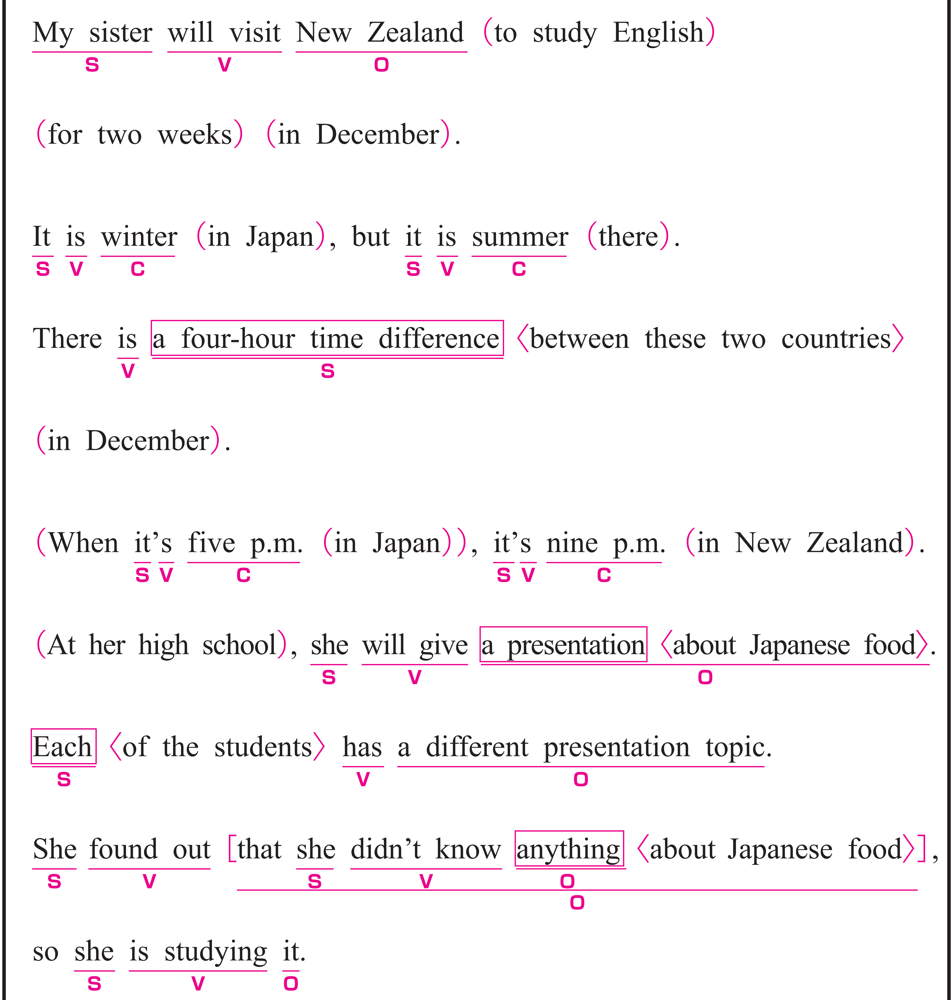 My sister will visit New Zealand (to study English)
S V O
(for two weeks) (in December).
It is winter (in Japan), but it is summer (there).
S V C S V C
There is a four-hour time difference 〈between these two countries〉
V S
(in December).
(When it’s five p.m. (in Japan)), it’s nine p.m. (in New Zealand).
S V C S V C
(At her high school), she will give a presentation 〈about Japanese food〉.
S V O
Each 〈of the students〉 has a different presentation topic.
S V O
She found out [that she didn’t know anything 〈about Japanese food〉],
S V S V O
O
so she is studying it.
S V O